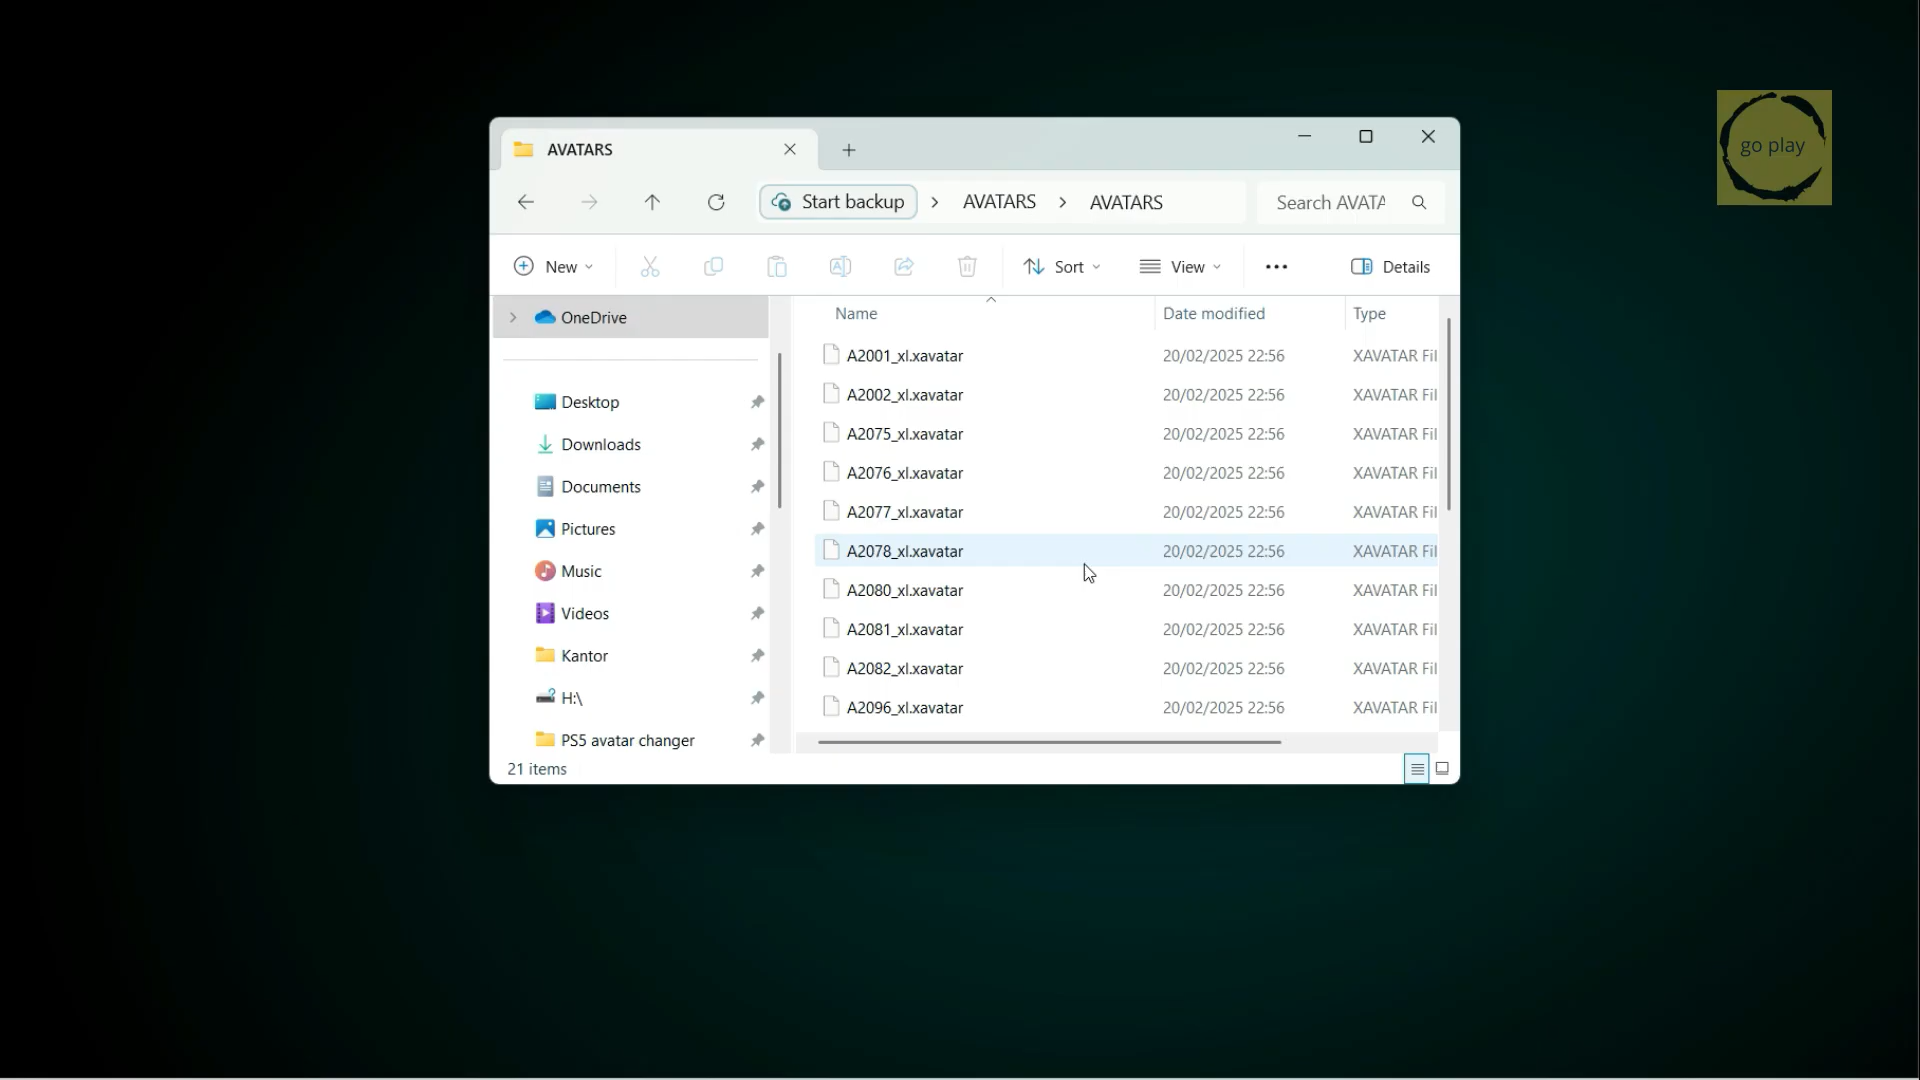 AVATARS
go play
Start backup > AVATARS > AVATARS
Search AVATA
New
Sort
View
Details
OneDrive
Desktop
Downloads
Documents
Pictures
Music
Videos
Kantor
H:\
PS5 avatar changer
Name Date modified Type
A2001_xl.xavatar 20/02/2025 22:56 XAVATAR Fil
A2002_xl.xavatar 20/02/2025 22:56 XAVATAR Fil
A2075_xl.xavatar 20/02/2025 22:56 XAVATAR Fil
A2076_xl.xavatar 20/02/2025 22:56 XAVATAR Fil
A2077_xl.xavatar 20/02/2025 22:56 XAVATAR Fil
A2078_xl.xavatar 20/02/2025 22:56 XAVATAR Fil
A2080_xl.xavatar 20/02/2025 22:56 XAVATAR Fil
A2081_xl.xavatar 20/02/2025 22:56 XAVATAR Fil
A2082_xl.xavatar 20/02/2025 22:56 XAVATAR Fil
A2096_xl.xavatar 20/02/2025 22:56 XAVATAR Fil
21 items